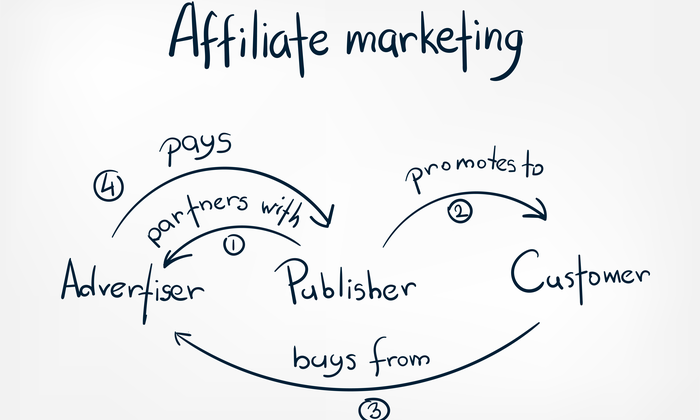 Affiliate marketing
pays
4
promotes to
partners with
2
1
Advertiser
Publisher
Customer
buys from
3